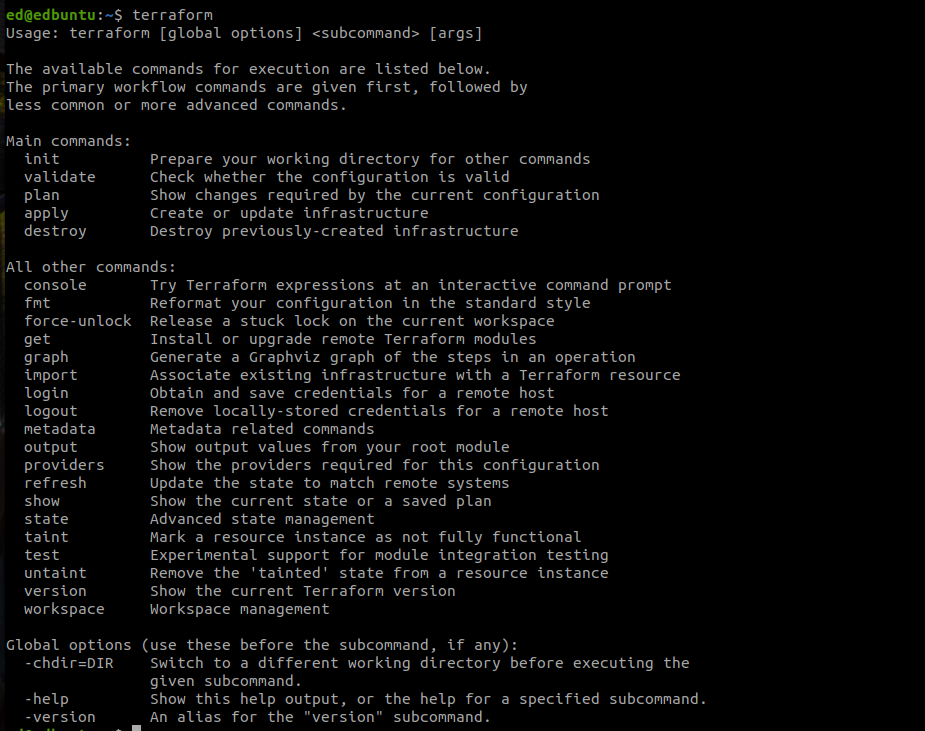 ed@edbuntu:~$ terraform
Usage: terraform [global options] <subcommand> [args]

The available commands for execution are listed below.
The primary workflow commands are given first, followed by
less common or more advanced commands.

Main commands:
  init          Prepare your working directory for other commands
  validate      Check whether the configuration is valid
  plan          Show changes required by the current configuration
  apply         Create or update infrastructure
  destroy       Destroy previously-created infrastructure

All other commands:
  console       Try Terraform expressions at an interactive command prompt
  fmt           Reformat your configuration in the standard style
  force-unlock  Release a stuck lock on the current workspace
  get           Install or upgrade remote Terraform modules
  graph         Generate a Graphviz graph of the steps in an operation
  import        Associate existing infrastructure with a Terraform resource
  login         Obtain and save credentials for a remote host
  logout        Remove locally-stored credentials for a remote host
  metadata      Metadata related commands
  output        Show output values from your root module
  providers     Show the providers required for this configuration
  refresh       Update the state to match remote systems
  show          Show the current state or a saved plan
  state         Advanced state management
  taint         Mark a resource instance as not fully functional
  test          Experimental support for module integration testing
  untaint       Remove the 'tainted' state from a resource instance
  version       Show the current Terraform version
  workspace     Workspace management

Global options (use these before the subcommand, if any):
  -chdir=DIR    Switch to a different working directory before executing the
                given subcommand.
  -help         Show this help output, or the help for a specified subcommand.
  -version      An alias for the "version" subcommand.